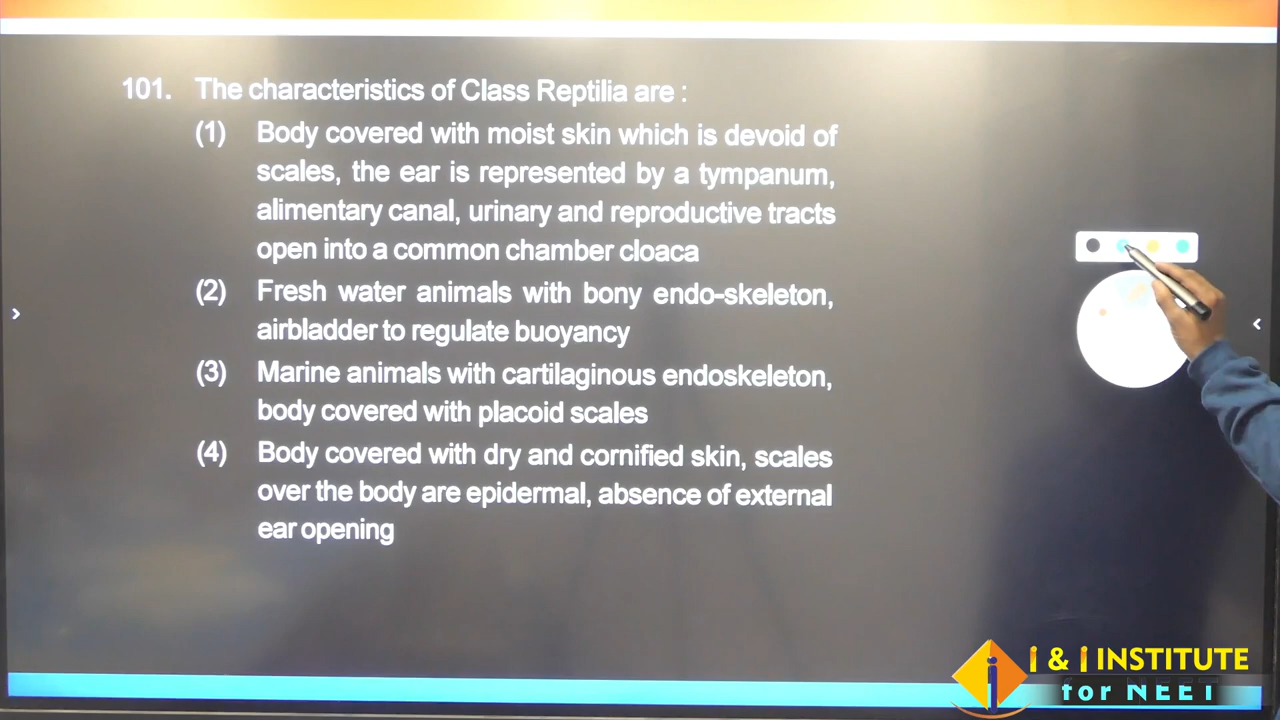 101. The characteristics of Class Reptilia are :
(1) Body covered with moist skin which is devoid of
scales, the ear is represented by a tympanum,
alimentary canal, urinary and reproductive tracts
open into a common chamber cloaca
(2) Fresh water animals with bony endo-skeleton,
airbladder to regulate buoyancy
(3) Marine animals with cartilaginous endoskeleton,
body covered with placoid scales
(4) Body covered with dry and cornified skin, scales
over the body are epidermal, absence of external
ear opening
i & i INSTITUTE
for NEET